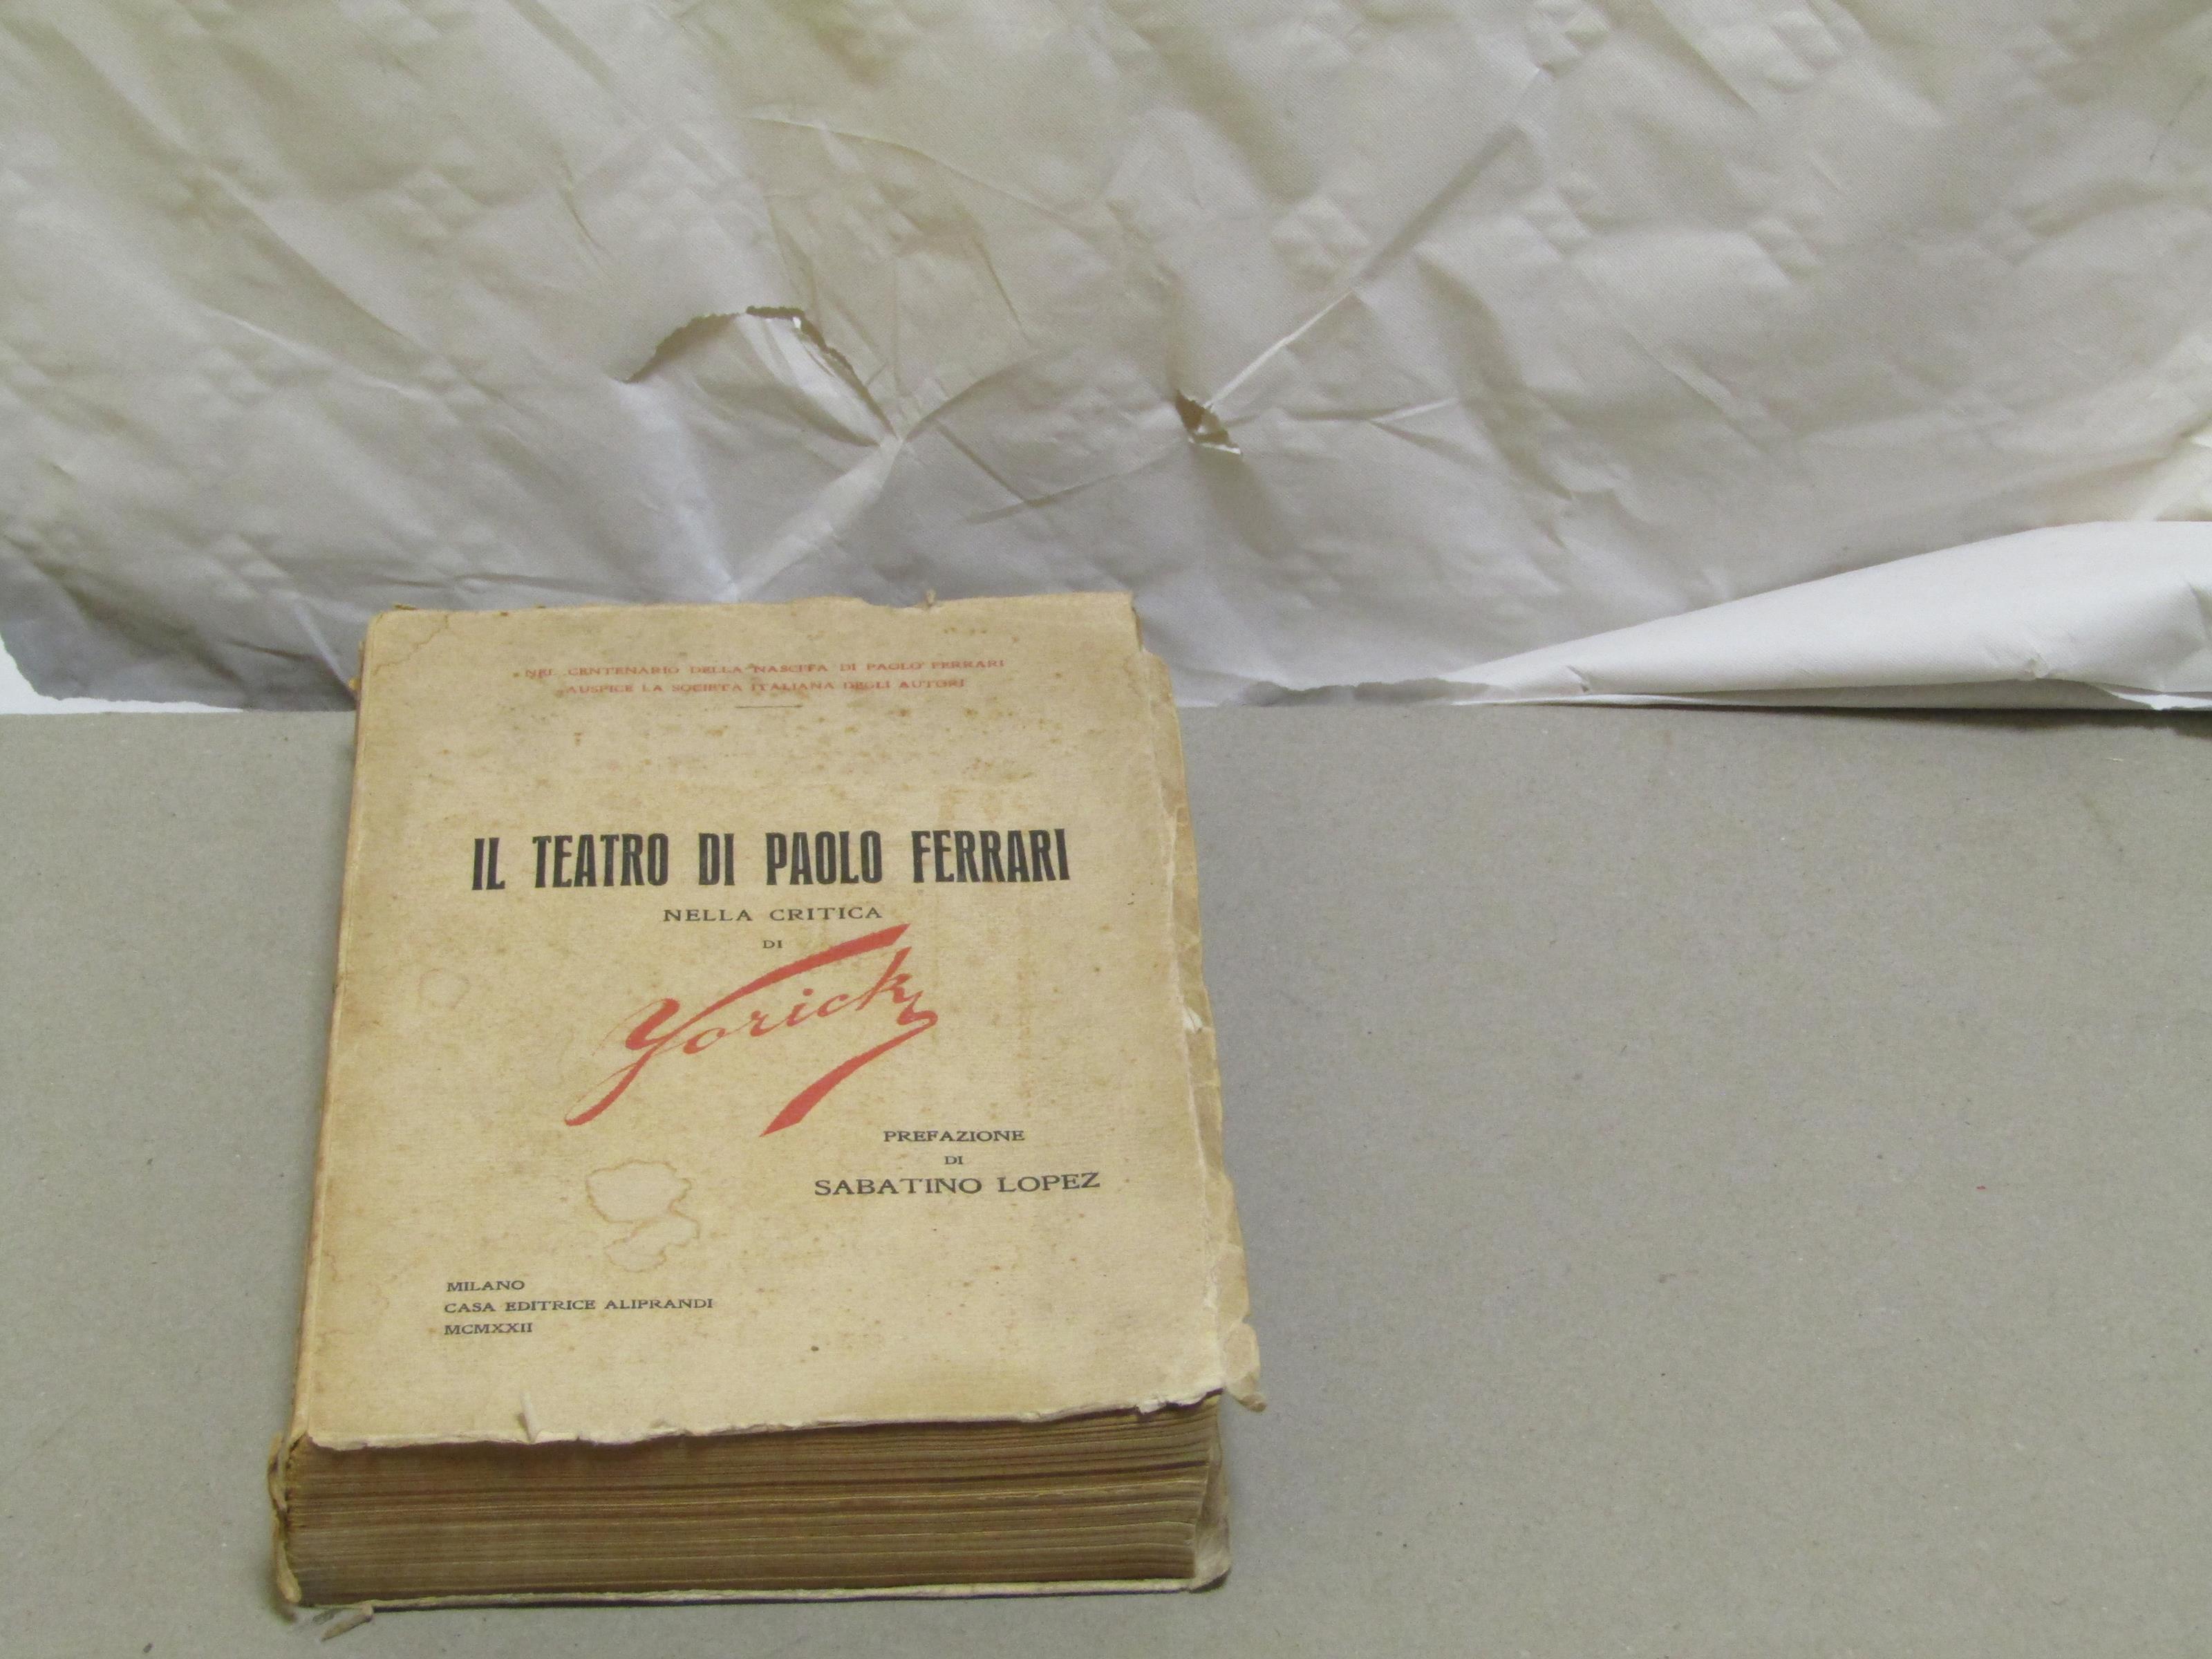 NEL CENTENARIO DELLA NASCITA DI PAOLO FERRARI
AUSPICE LA SOCIETÀ ITALIANA DEGLI AUTORI
IL TEATRO DI PAOLO FERRARI
NELLA CRITICA
DI
Yorick
PREFAZIONE
DI
SABATINO LOPEZ
MILANO
CASA EDITRICE ALIPRANDI
MCMXXII